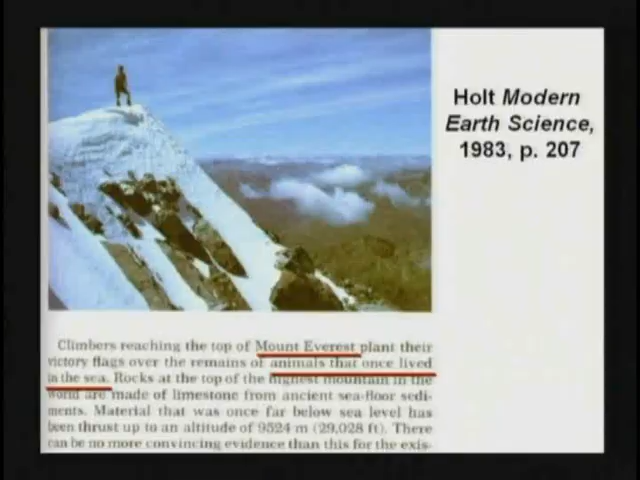 Holt Modern
Earth Science,
1983, p. 207
Climbers reaching the top of Mount Everest plant their
victory flags over the remains of animals that once lived
in the sea. Rocks at the top of the highest mountain in the
world are made of limestone from ancient sea-floor sedi-
ments. Material that was once far below sea level has
been thrust up to an altitude of 9524 m (29,028 ft). There
can be no more convincing evidence than this for the exis-